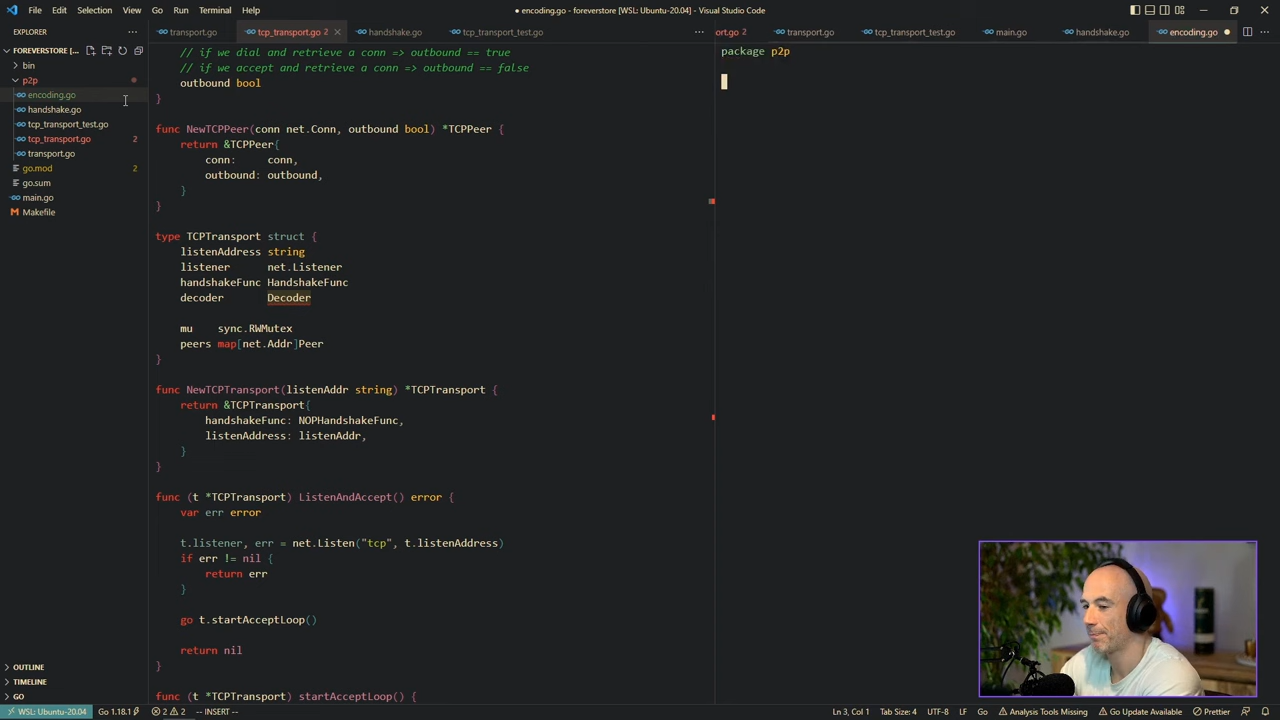 File Edit Selection View Go Run Terminal Help
● encoding.go - foreverstore [WSL: Ubuntu-20.04] - Visual Studio Code
EXPLORER
FOREVERSTORE [...
bin
p2p
encoding.go
handshake.go
tcp_transport_test.go
tcp_transport.go 2
transport.go
go.mod 2
go.sum
main.go
Makefile
OUTLINE
TIMELINE
GO
transport.go tcp_transport.go 2 handshake.go tcp_transport_test.go
// if we dial and retrieve a conn => outbound == true
// if we accept and retrieve a conn => outbound == false
outbound bool
}
func NewTCPPeer(conn net.Conn, outbound bool) *TCPPeer {
return &TCPPeer{
conn: conn,
outbound: outbound,
}
}
type TCPTransport struct {
listenAddress string
listener net.Listener
handshakeFunc HandshakeFunc
decoder Decoder
mu sync.RWMutex
peers map[net.Addr]Peer
}
func NewTCPTransport(listenAddr string) *TCPTransport {
return &TCPTransport{
handshakeFunc: NOPHandshakeFunc,
listenAddress: listenAddr,
}
}
func (t *TCPTransport) ListenAndAccept() error {
var err error
t.listener, err = net.Listen("tcp", t.listenAddress)
if err != nil {
return err
}
go t.startAcceptLoop()
return nil
}
func (t *TCPTransport) startAcceptLoop() {
ort.go 2 transport.go tcp_transport_test.go main.go handshake.go encoding.go
package p2p
WSL: Ubuntu-20.04 Go 1.18.1 2 2 -- INSERT -- Ln 3, Col 1 Tab Size: 4 UTF-8 LF Go Analysis Tools Missing Go Update Available Prettier